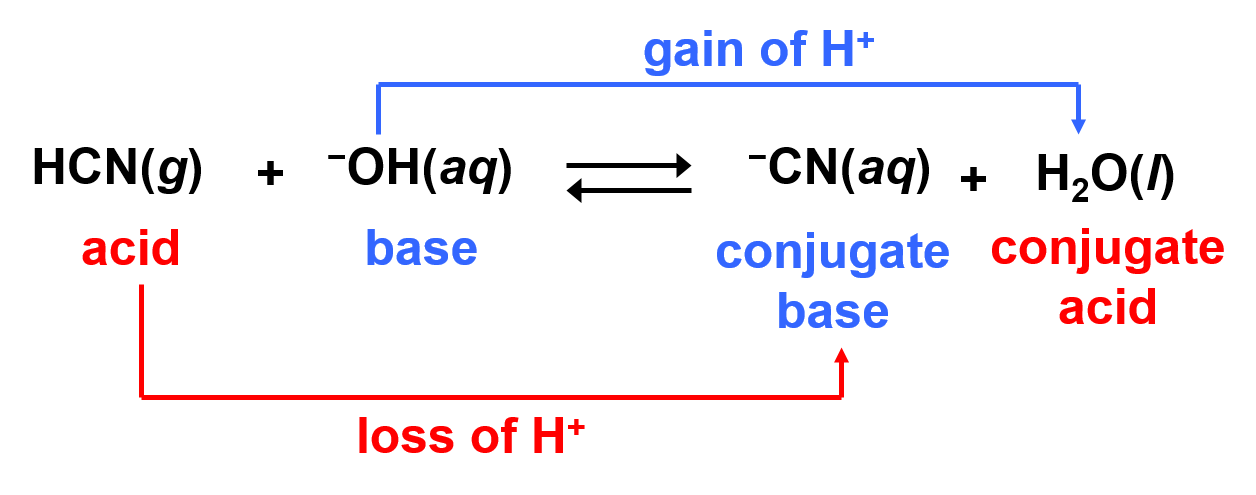 gain of H⁺
HCN(g) + ⁻OH(aq) ⇌ ⁻CN(aq) + H₂O(l)
acid base conjugate base conjugate acid
loss of H⁺